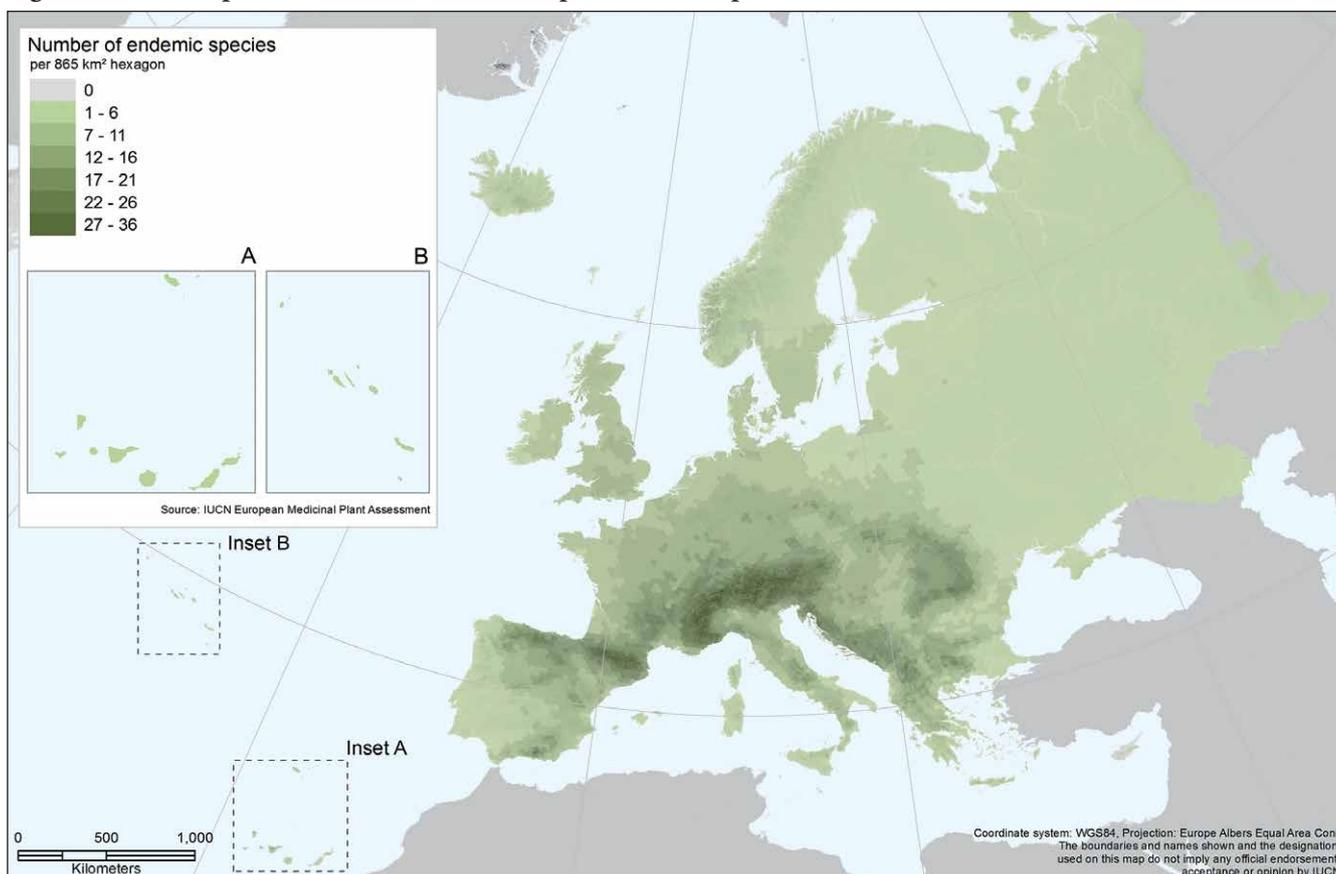 Number of endemic species
per 865 km² hexagon
0
1 - 6
7 - 11
12 - 16
17 - 21
22 - 26
27 - 36
A
B
Source: IUCN European Medicinal Plant Assessment
Inset B
Inset A
0 500 1,000
Kilometers
Coordinate system: WGS84, Projection: Europe Albers Equal Area Con
The boundaries and names shown and the designation
used on this map do not imply any official endorsement
acceptance or opinion by IUCN